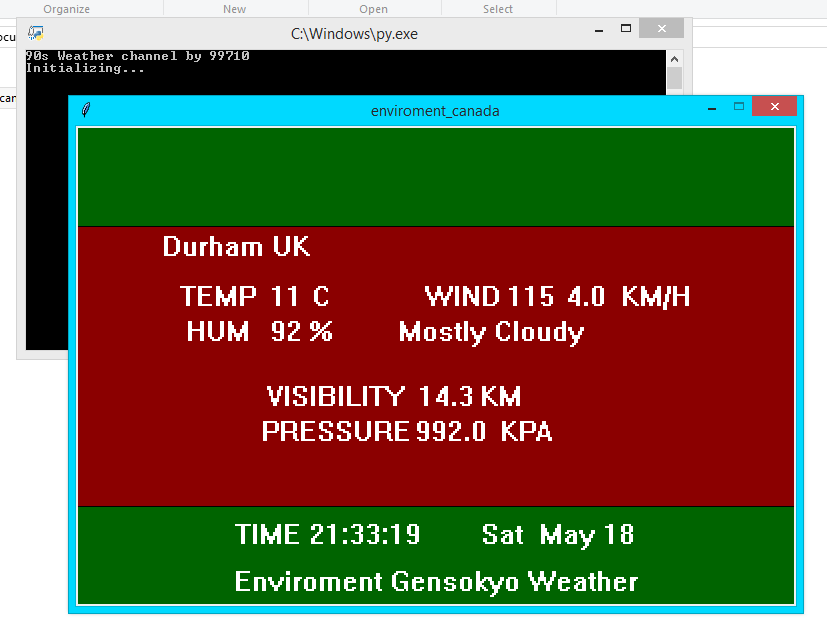 Organize New Open Select
C:\Windows\py.exe
90s Weather channel by 99710
Initializing...
enviroment_canada
Durham UK
TEMP 11 C WIND 115 4.0 KM/H
HUM 92 % Mostly Cloudy
VISIBILITY 14.3 KM
PRESSURE 992.0 KPA
TIME 21:33:19 Sat May 18
Enviroment Gensokyo Weather